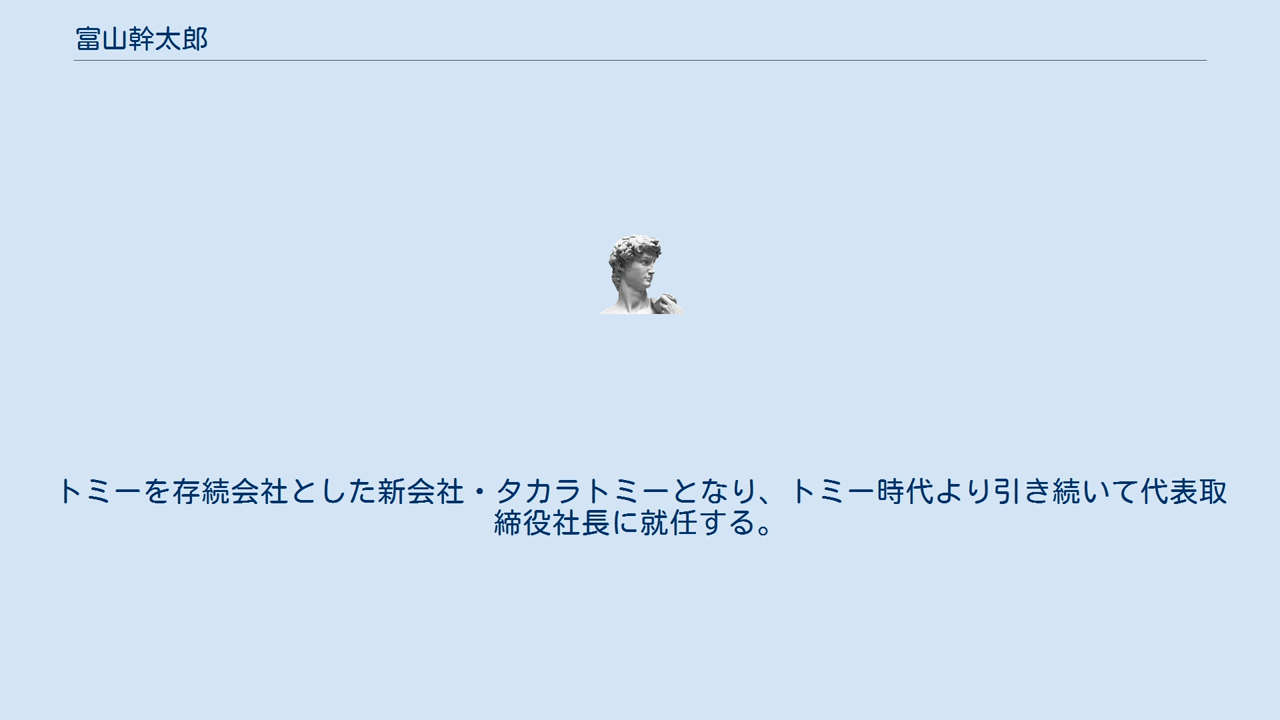 富山幹太郎
トミーを存続会社とした新会社・タカラトミーとなり、トミー時代より引き続いて代表取
締役社長に就任する。